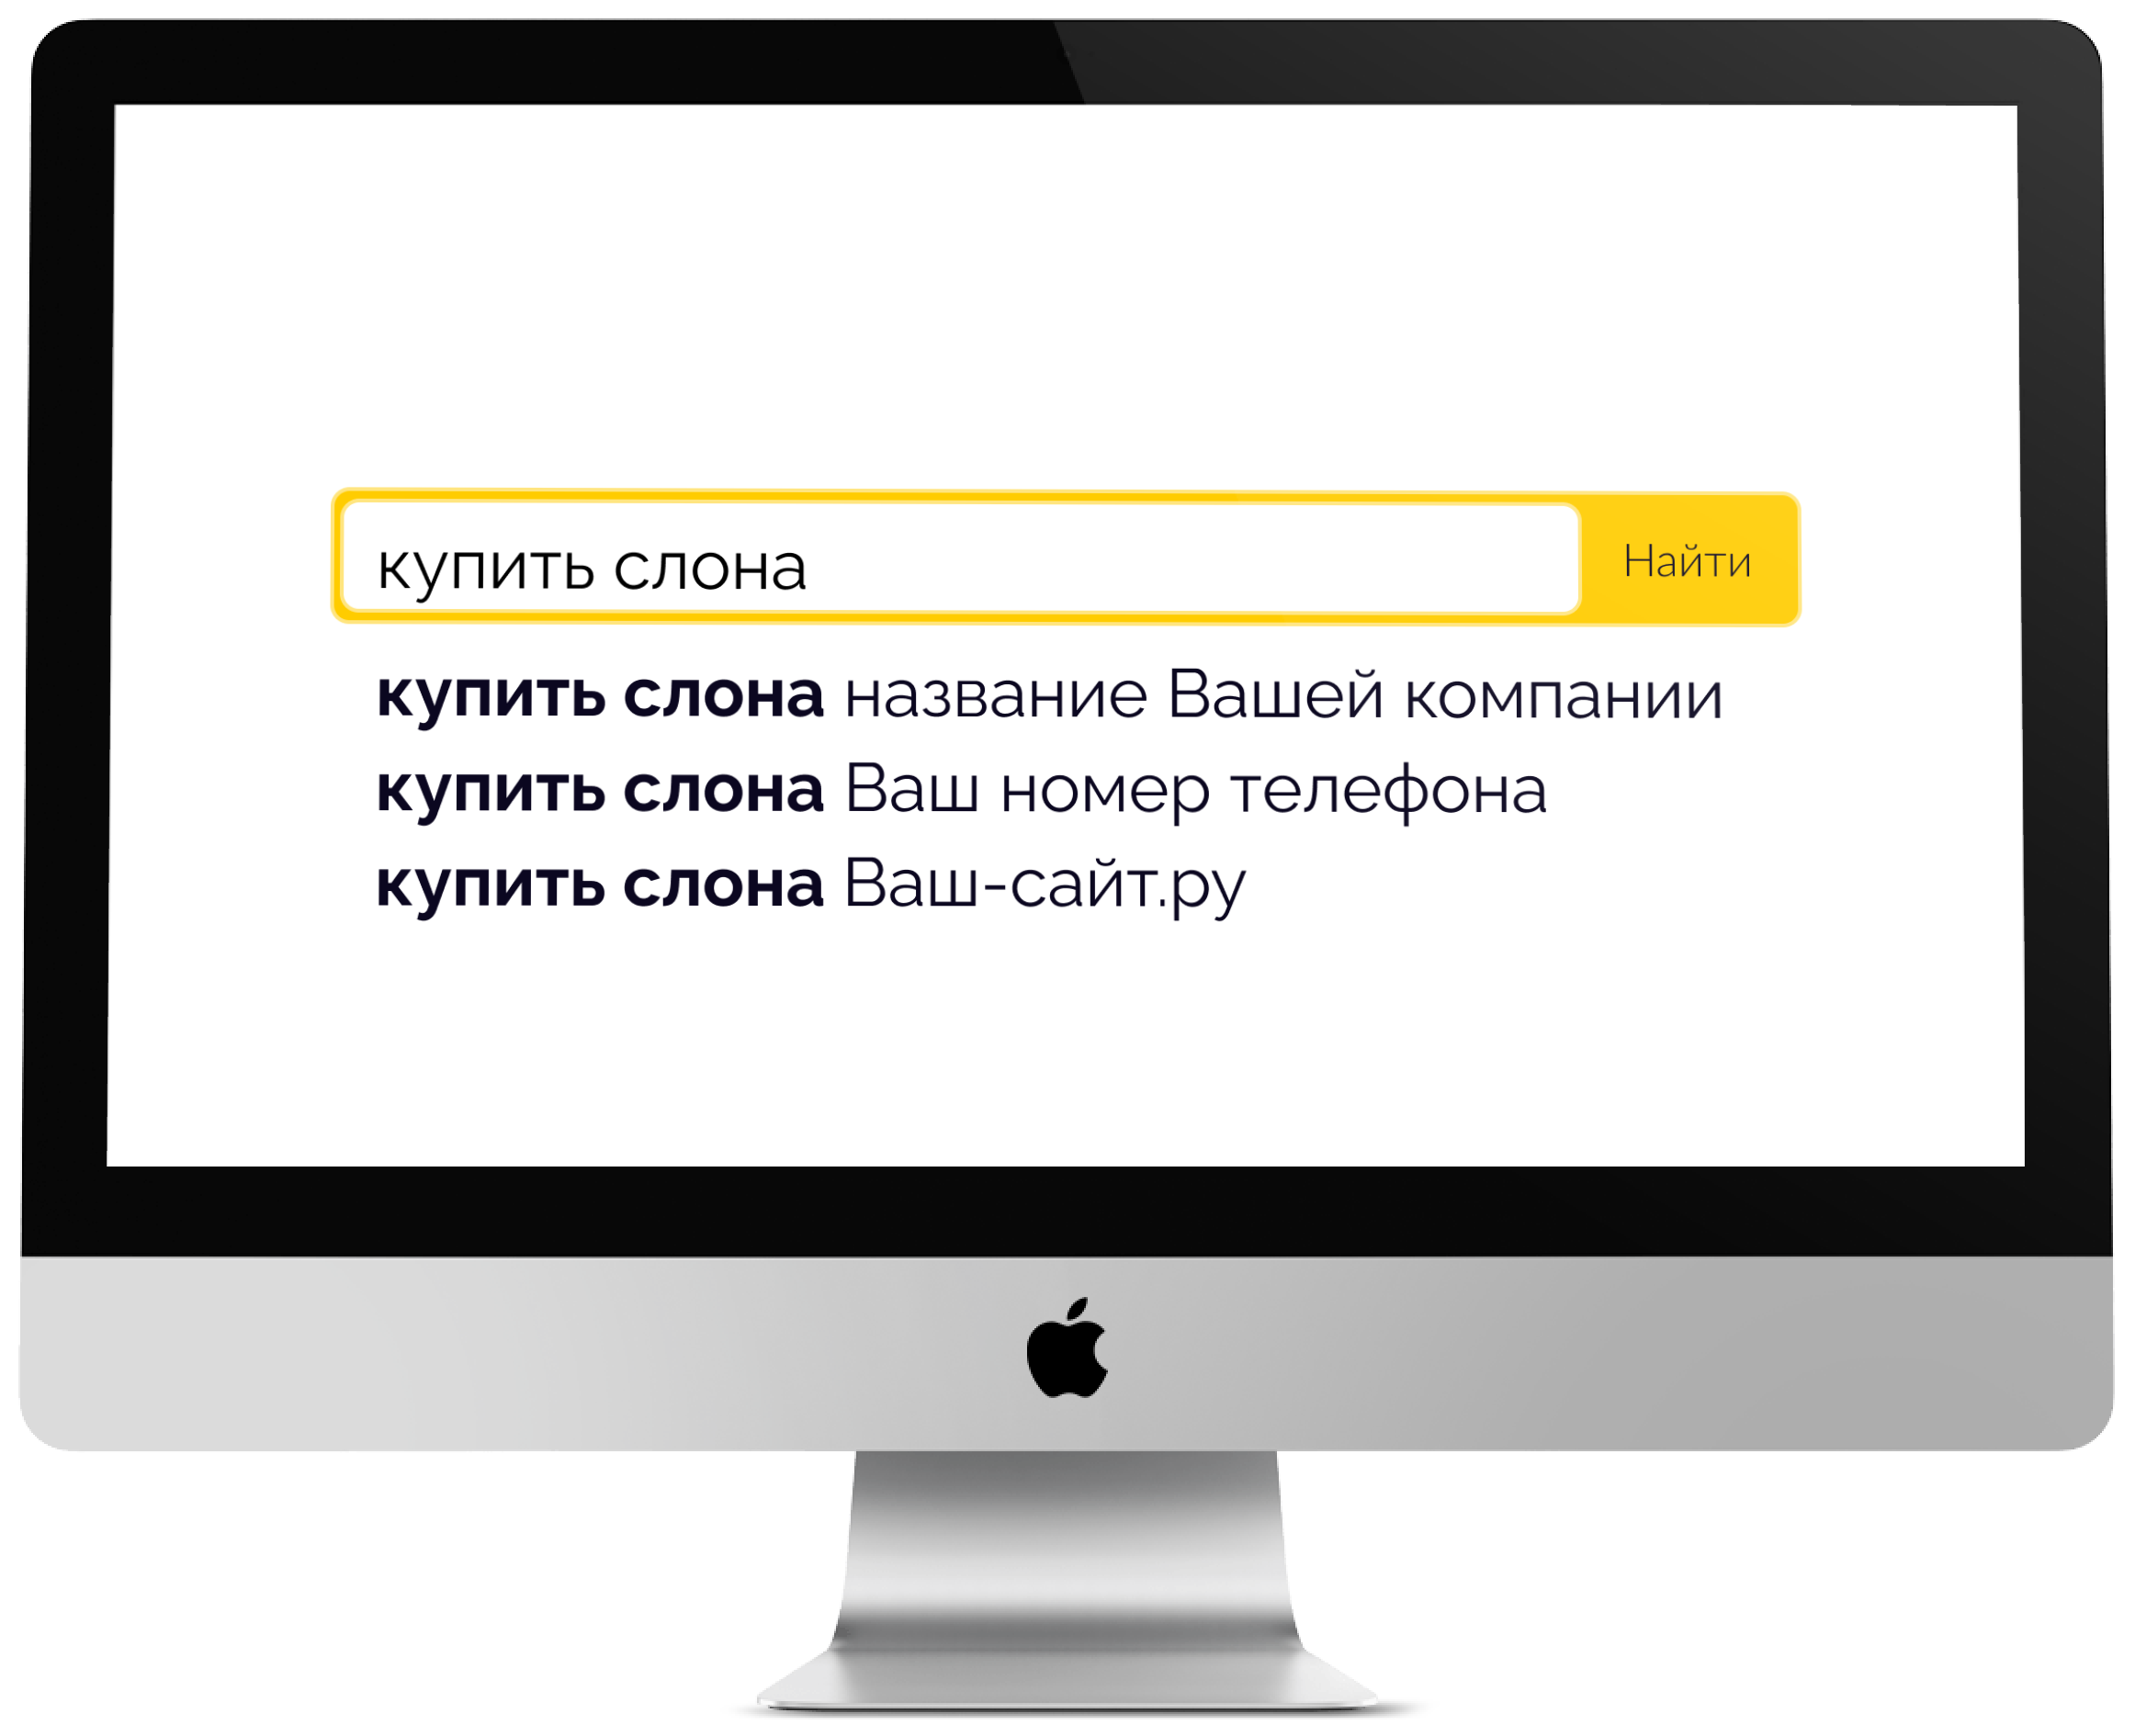 купить слона
Найти
купить слона название Вашей компании
купить слона Ваш номер телефона
купить слона Ваш-сайт.ру